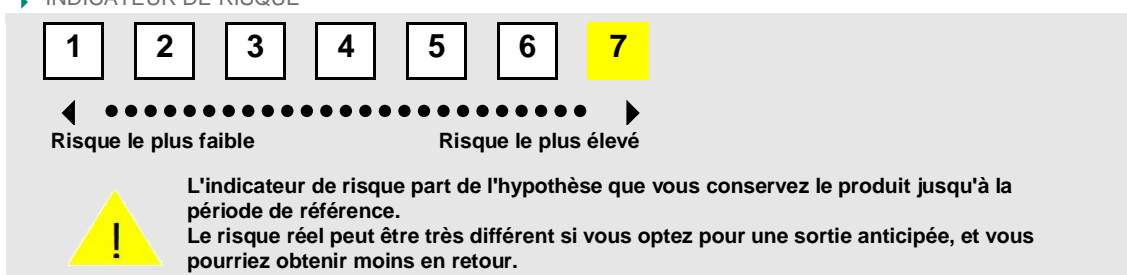 INDICATEUR DE RISQUE
1 2 3 4 5 6 7
Risque le plus faible Risque le plus élevé
L'indicateur de risque part de l'hypothèse que vous conservez le produit jusqu'à la
période de référence.
! Le risque réel peut être très différent si vous optez pour une sortie anticipée, et vous
pourriez obtenir moins en retour.